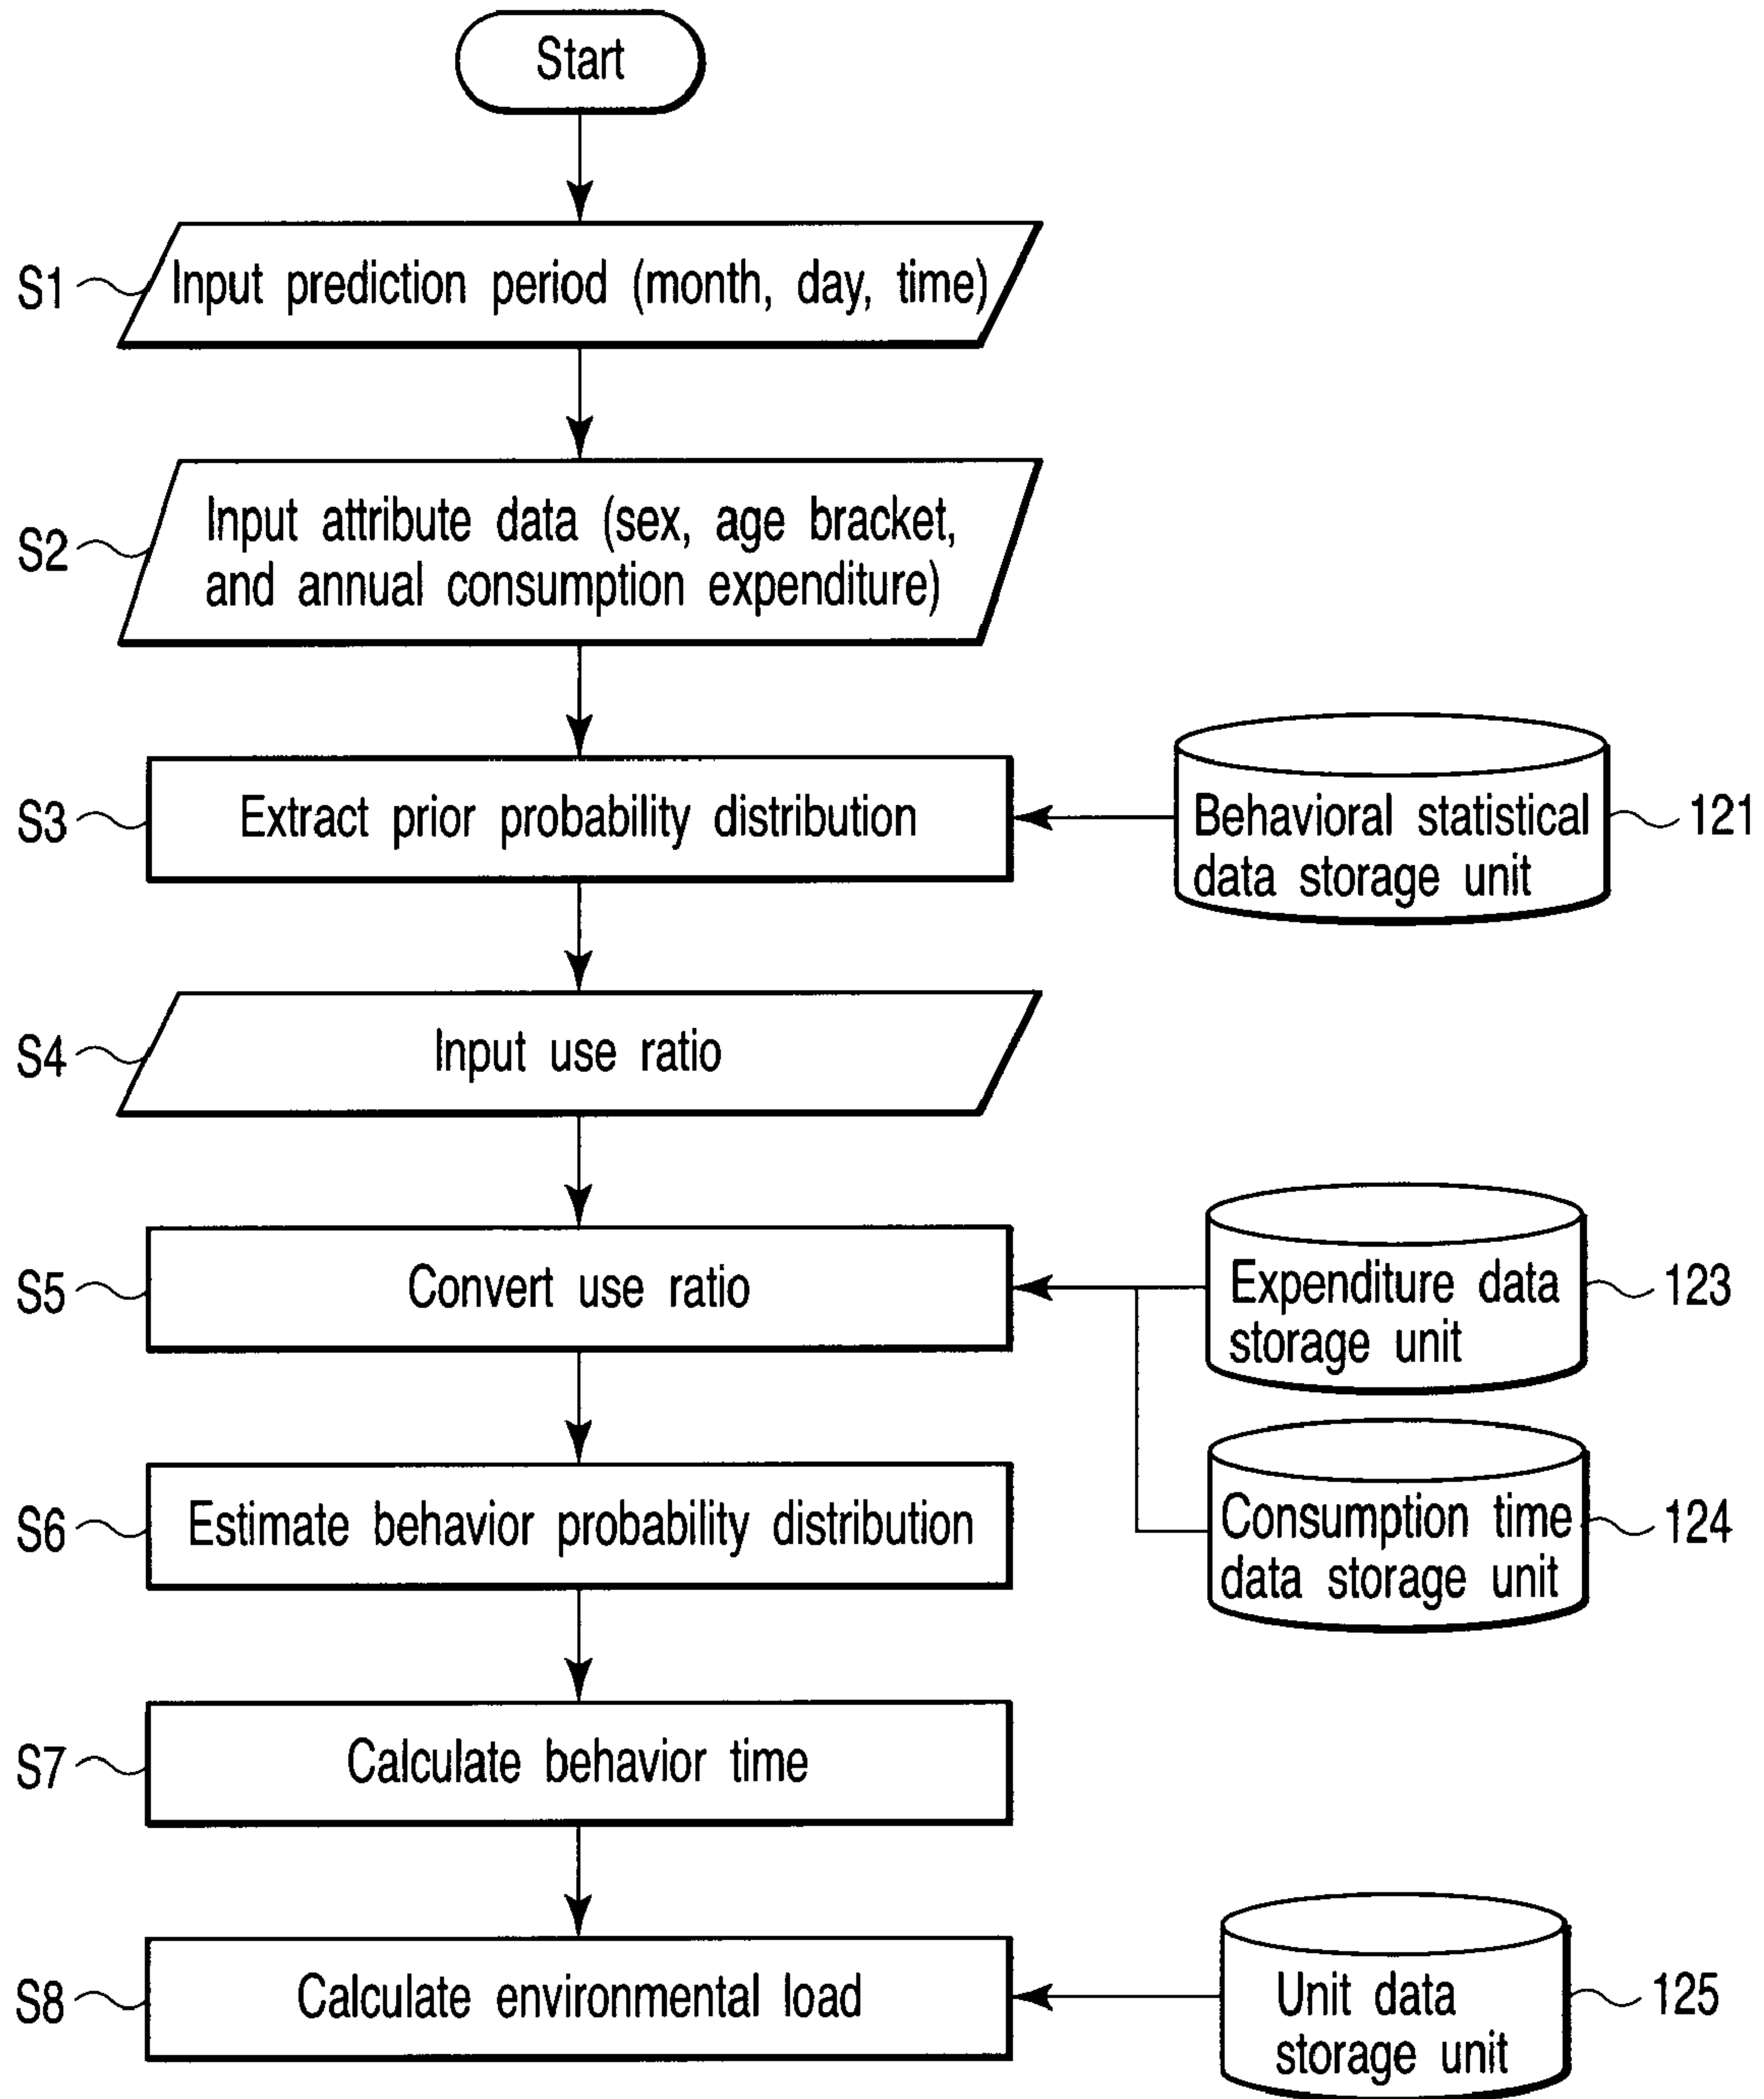 Start
S1
Input prediction period (month, day, time)
S2
Input attribute data (sex, age bracket,
and annual consumption expenditure)
S3
Extract prior probability distribution
Behavioral statistical
data storage unit
121
S4
Input use ratio
S5
Convert use ratio
Expenditure data
storage unit
123
S6
Estimate behavior probability distribution
Consumption time
data storage unit
124
S7
Calculate behavior time
S8
Calculate environmental load
Unit data
storage unit
125